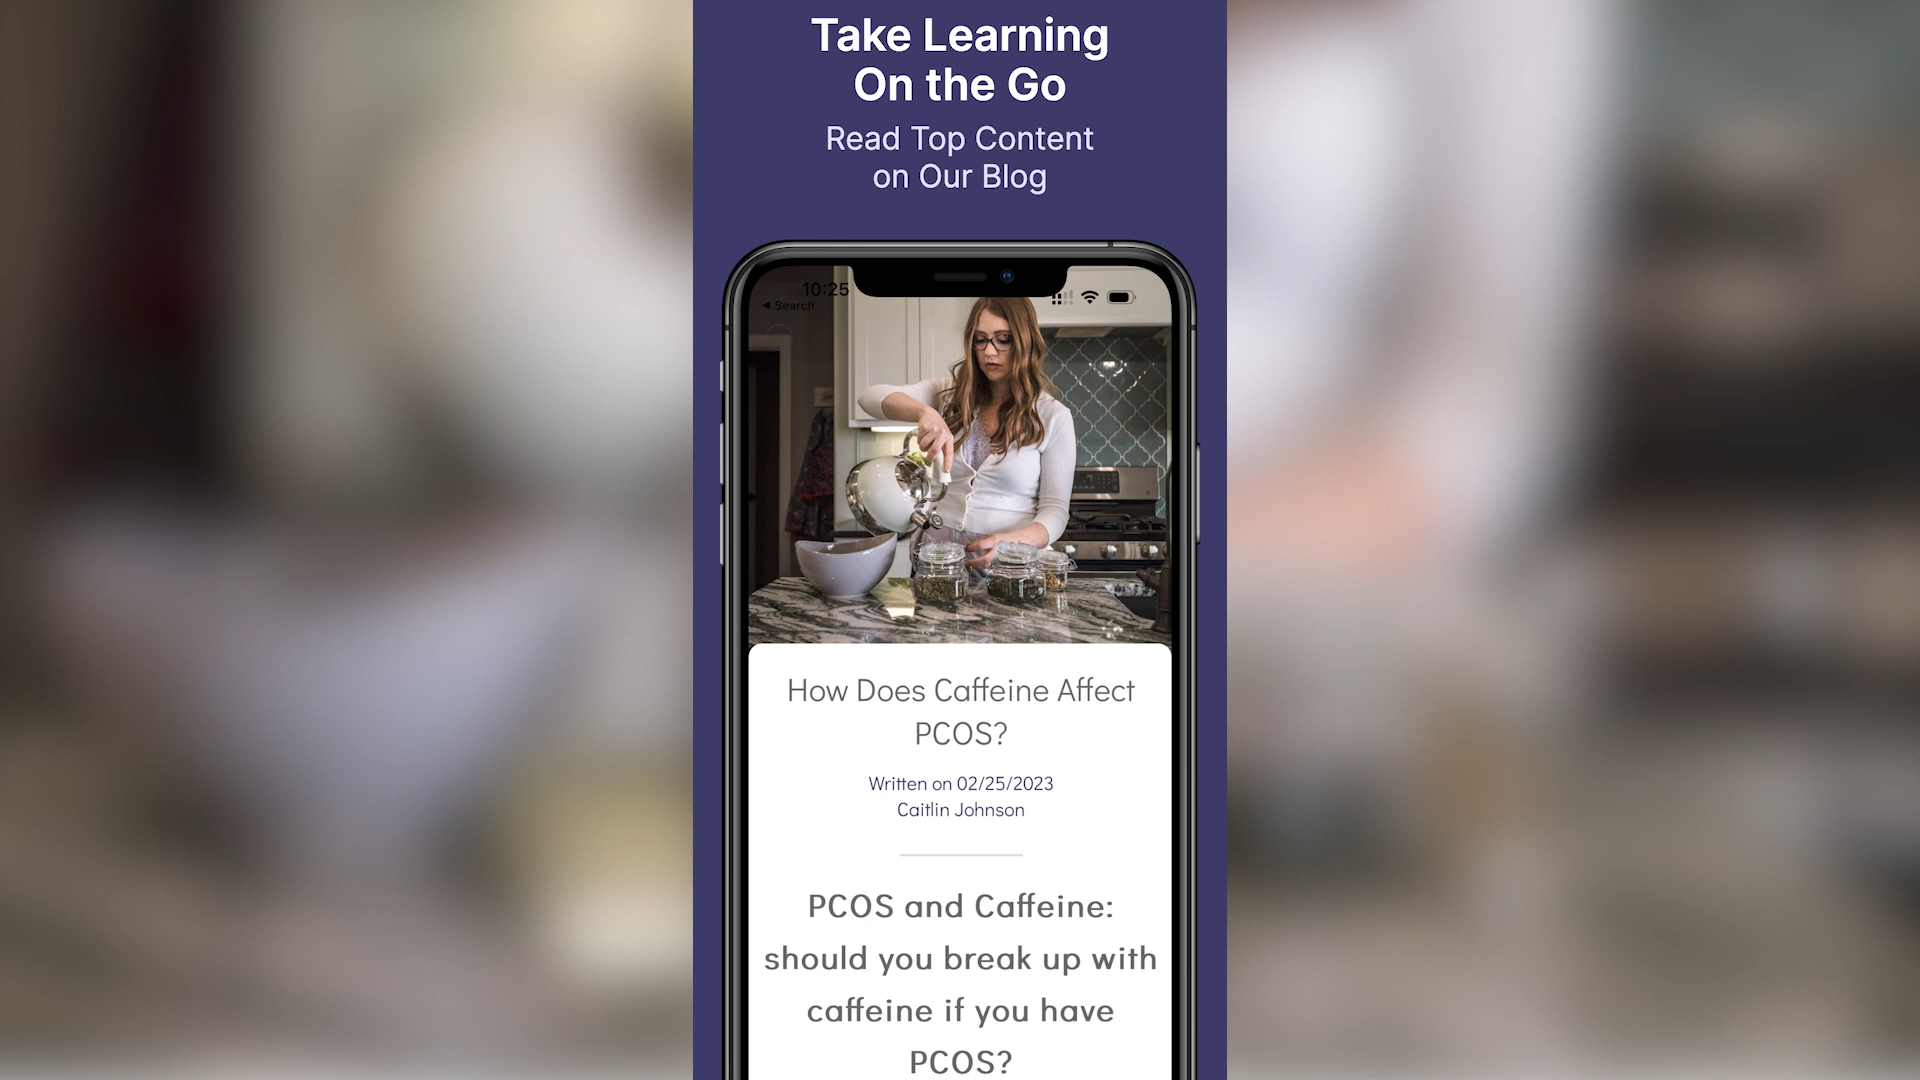 Take Learning
On the Go
Read Top Content
on Our Blog
10:25
◀ Search
How Does Caffeine Affect
PCOS?
Written on 02/25/2023
Caitlin Johnson
PCOS and Caffeine:
should you break up with
caffeine if you have
PCOS?